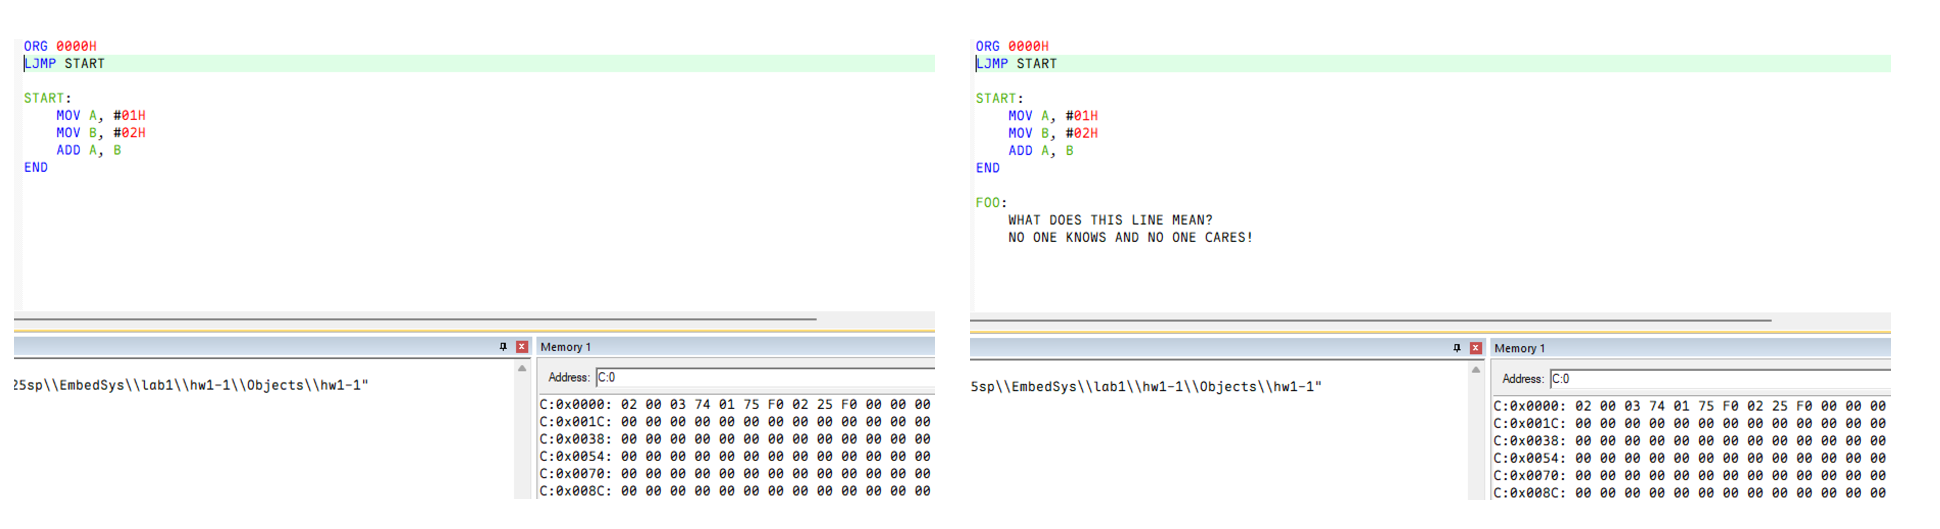 ORG 0000H
LJMP START
START:
MOV A, #01H
MOV B, #02H
ADD A, B
END
Memory 1
25sp\\EmbedSys\\lab1\\hw1-1\\Objects\\hw1-1"
Address: C:0
C:0x0000: 02 00 03 74 01 75 F0 02 25 F0 00 00 00
C:0x001C: 00 00 00 00 00 00 00 00 00 00 00 00 00
C:0x0038: 00 00 00 00 00 00 00 00 00 00 00 00 00
C:0x0054: 00 00 00 00 00 00 00 00 00 00 00 00 00
C:0x0070: 00 00 00 00 00 00 00 00 00 00 00 00 00
C:0x008C: 00 00 00 00 00 00 00 00 00 00 00 00 00
ORG 0000H
LJMP START
START:
MOV A, #01H
MOV B, #02H
ADD A, B
END
FOO:
WHAT DOES THIS LINE MEAN?
NO ONE KNOWS AND NO ONE CARES!
Memory 1
5sp\\EmbedSys\\lab1\\hw1-1\\Objects\\hw1-1"
Address: C:0
C:0x0000: 02 00 03 74 01 75 F0 02 25 F0 00 00 00
C:0x001C: 00 00 00 00 00 00 00 00 00 00 00 00 00
C:0x0038: 00 00 00 00 00 00 00 00 00 00 00 00 00
C:0x0054: 00 00 00 00 00 00 00 00 00 00 00 00 00
C:0x0070: 00 00 00 00 00 00 00 00 00 00 00 00 00
C:0x008C: 00 00 00 00 00 00 00 00 00 00 00 00 00